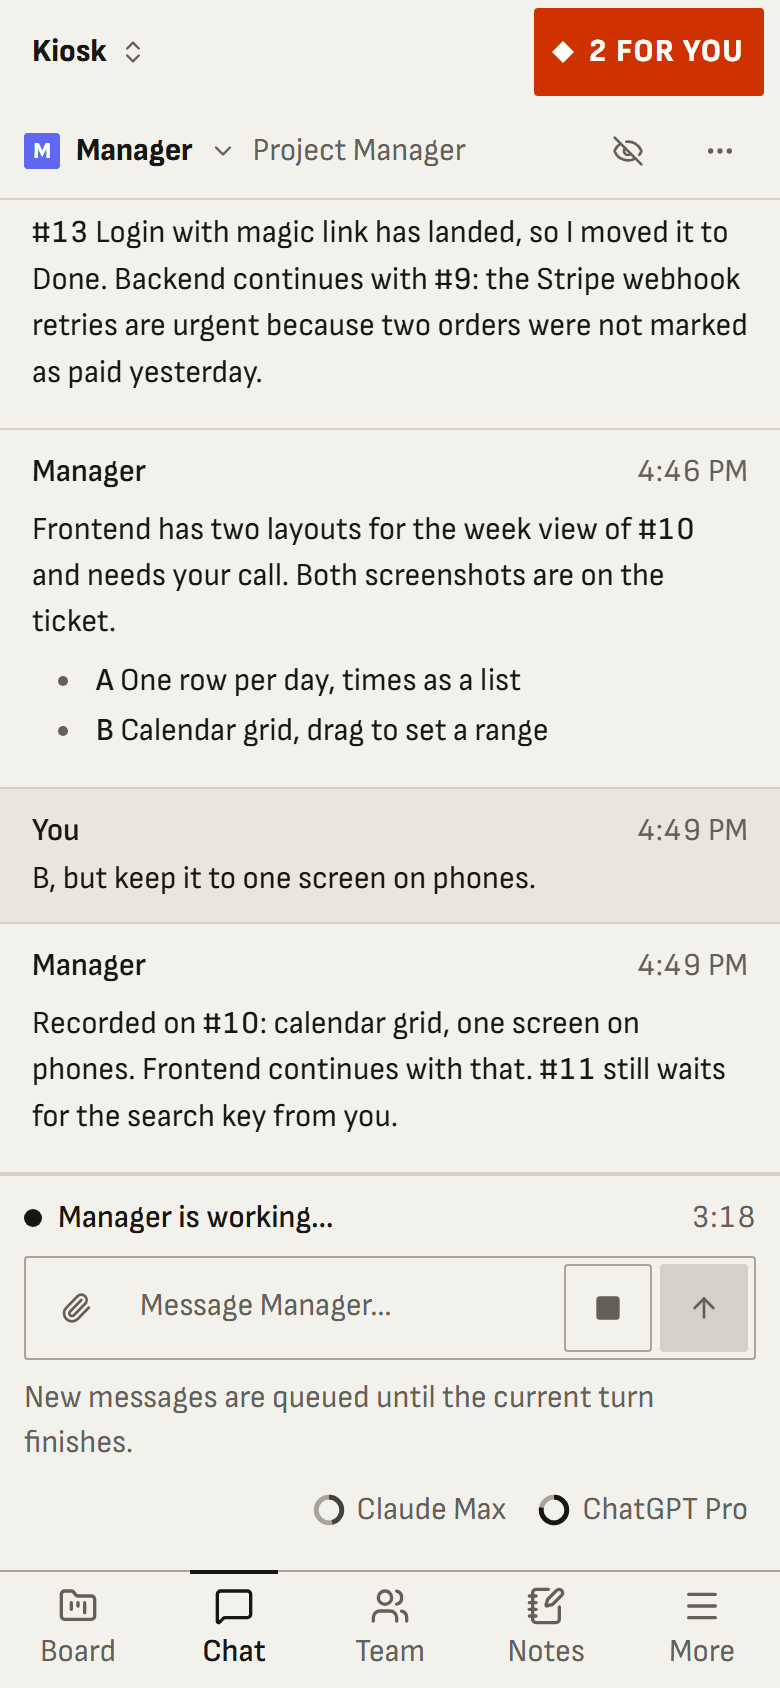 Kiosk
2 FOR YOU
M Manager Project Manager
#13 Login with magic link has landed, so I moved it to
Done. Backend continues with #9: the Stripe webhook
retries are urgent because two orders were not marked
as paid yesterday.
Manager 4:46 PM
Frontend has two layouts for the week view of #10
and needs your call. Both screenshots are on the
ticket.
• A One row per day, times as a list
• B Calendar grid, drag to set a range
You 4:49 PM
B, but keep it to one screen on phones.
Manager 4:49 PM
Recorded on #10: calendar grid, one screen on
phones. Frontend continues with that. #11 still waits
for the search key from you.
Manager is working... 3:18
Message Manager...
New messages are queued until the current turn
finishes.
Claude Max ChatGPT Pro
Board Chat Team Notes More